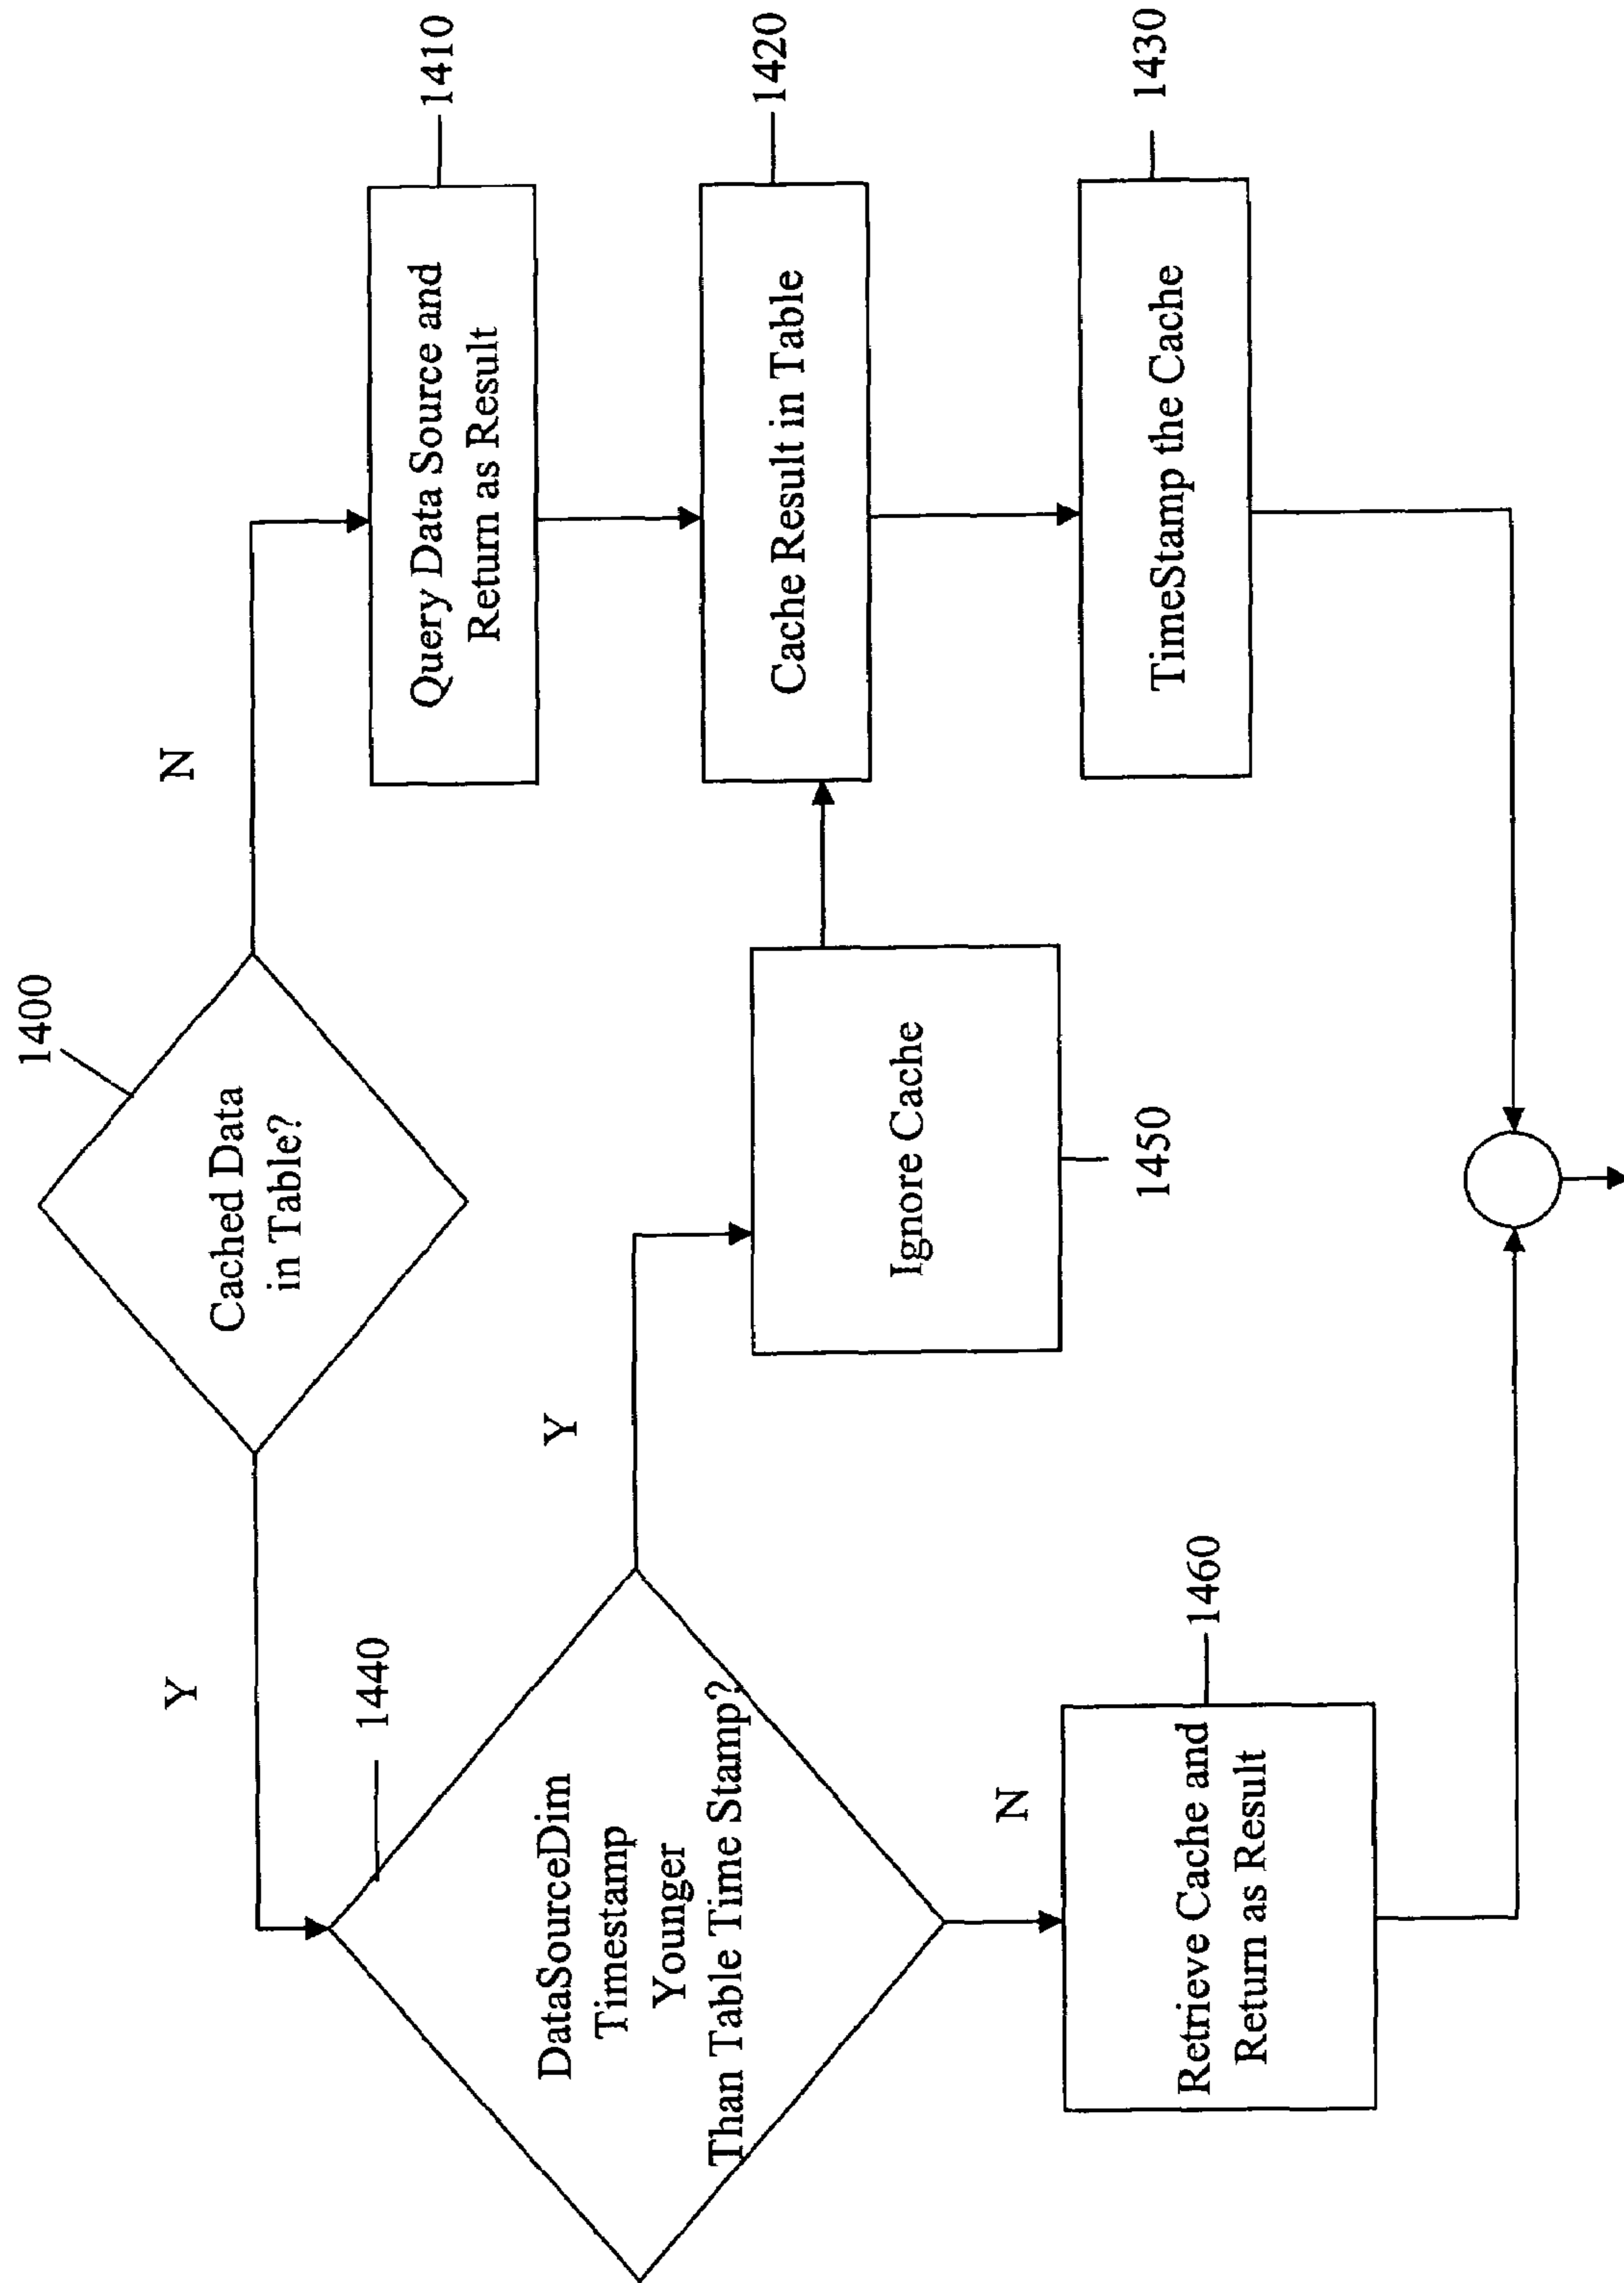 1400
Cached Data
in Table?
Y
N
1440
DataSourceDim
Timestamp
Younger
Than Table Time Stamp?
Y
N
Query Data Source and
Return as Result
1410
Cache Result in Table
1420
TimeStamp the Cache
1430
Ignore Cache
1450
Retrieve Cache and
Return as Result
1460